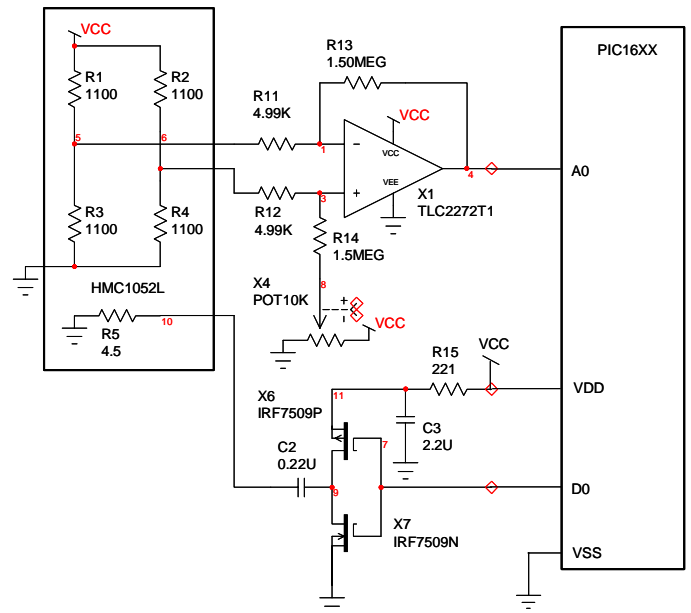 VCC
R1
1100
R2
1100
5
6
R3
1100
R4
1100
HMC1052L
10
R5
4.5
R13
1.50MEG
R11
4.99K
1
VCC
VCC
VEE
4
X1
TLC2272T1
3
R12
4.99K
R14
1.5MEG
8
X4
POT10K
+
-
VCC
PIC16XX
A0
VDD
D0
VSS
R15
221
VCC
11
X6
IRF7509P
C3
2.2U
7
C2
0.22U
9
X7
IRF7509N